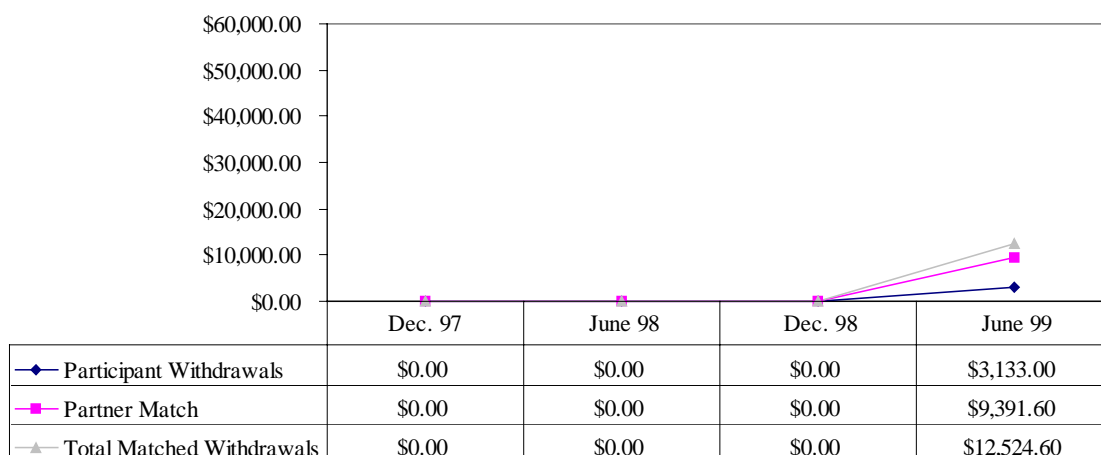 $60,000.00
$50,000.00
$40,000.00
$30,000.00
$20,000.00
$10,000.00
$0.00
Dec. 97 June 98 Dec. 98 June 99
Participant Withdrawals $0.00 $0.00 $0.00 $3,133.00
Partner Match $0.00 $0.00 $0.00 $9,391.60
Total Matched Withdrawals $0.00 $0.00 $0.00 $12,524.60